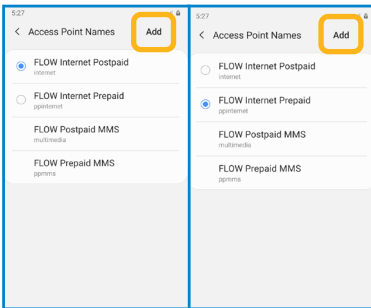 5:27
< Access Point Names Add
FLOW Internet Postpaid
internet
FLOW Internet Prepaid
ppinternet
FLOW Postpaid MMS
multimedia
FLOW Prepaid MMS
ppmms
5:27
< Access Point Names Add
FLOW Internet Postpaid
internet
FLOW Internet Prepaid
ppinternet
FLOW Postpaid MMS
multimedia
FLOW Prepaid MMS
ppmms